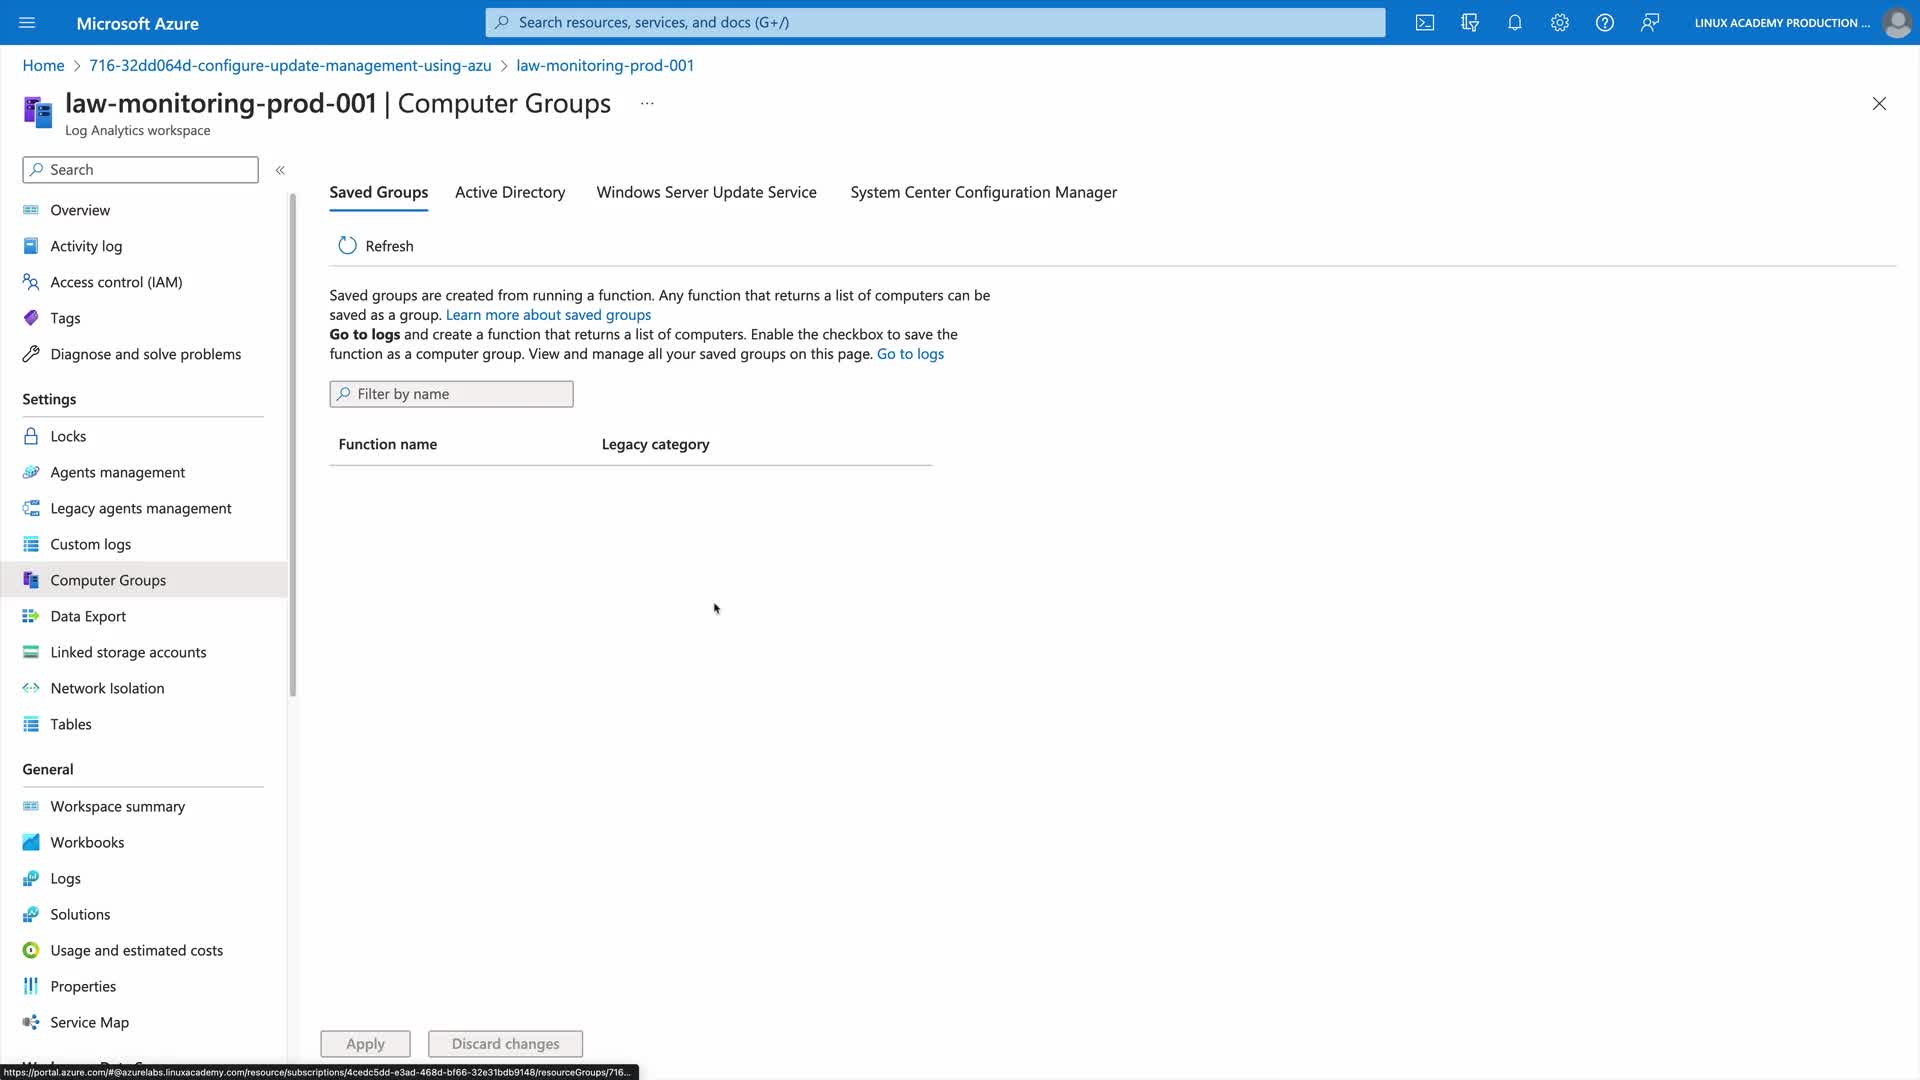 Microsoft Azure
Search resources, services, and docs (G+/)
LINUX ACADEMY PRODUCTION ...
Home > 716-32dd064d-configure-update-management-using-azu > law-monitoring-prod-001
law-monitoring-prod-001 | Computer Groups ...
Log Analytics workspace
Search
«
Overview
Activity log
Access control (IAM)
Tags
Diagnose and solve problems
Settings
Locks
Agents management
Legacy agents management
Custom logs
Computer Groups
Data Export
Linked storage accounts
Network Isolation
Tables
General
Workspace summary
Workbooks
Logs
Solutions
Usage and estimated costs
Properties
Service Map
Saved Groups
Active Directory
Windows Server Update Service
System Center Configuration Manager
Refresh
Saved groups are created from running a function. Any function that returns a list of computers can be
saved as a group. Learn more about saved groups
Go to logs and create a function that returns a list of computers. Enable the checkbox to save the
function as a computer group. View and manage all your saved groups on this page. Go to logs
Filter by name
Function name
Legacy category
Apply
Discard changes
https://portal.azure.com/#@azurelabs.linuxacademy.com/resource/subscriptions/4cedc5dd-e3ad-468d-bf66-32e31bdb9148/resourceGroups/716...